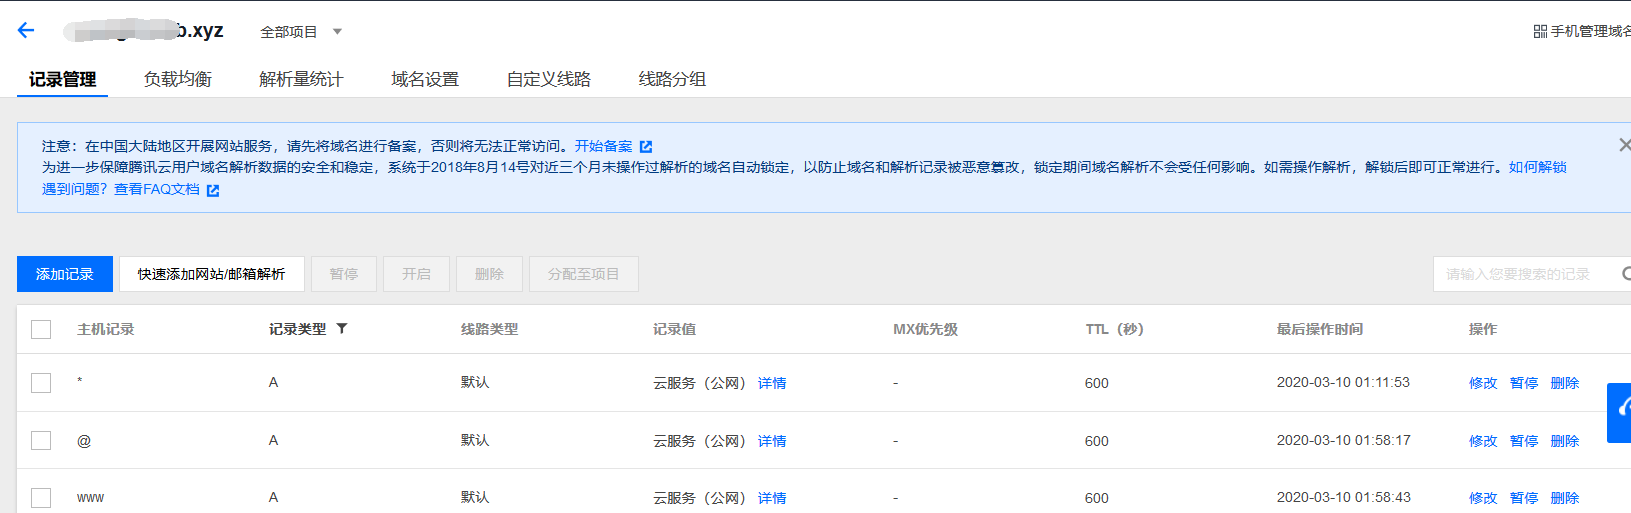 b.xyz 全部项目 手机管理域名
记录管理 负载均衡 解析量统计 域名设置 自定义线路 线路分组
注意：在中国大陆地区开展网站服务，请先将域名进行备案，否则将无法正常访问。开始备案
为进一步保障腾讯云用户域名解析数据的安全和稳定，系统于2018年8月14号对近三个月未操作过解析的域名自动锁定，以防止域名和解析记录被恶意篡改，锁定期间域名解析不会受任何影响。如需操作解析，解锁后即可正常进行。如何解锁
遇到问题？查看FAQ文档
添加记录 快速添加网站/邮箱解析 暂停 开启 删除 分配至项目 请输入您要搜索的记录
主机记录 记录类型 线路类型 记录值 MX优先级 TTL（秒） 最后操作时间 操作
* A 默认 云服务（公网）详情 - 600 2020-03-10 01:11:53 修改 暂停 删除
@ A 默认 云服务（公网）详情 - 600 2020-03-10 01:58:17 修改 暂停 删除
www A 默认 云服务（公网）详情 - 600 2020-03-10 01:58:43 修改 暂停 删除